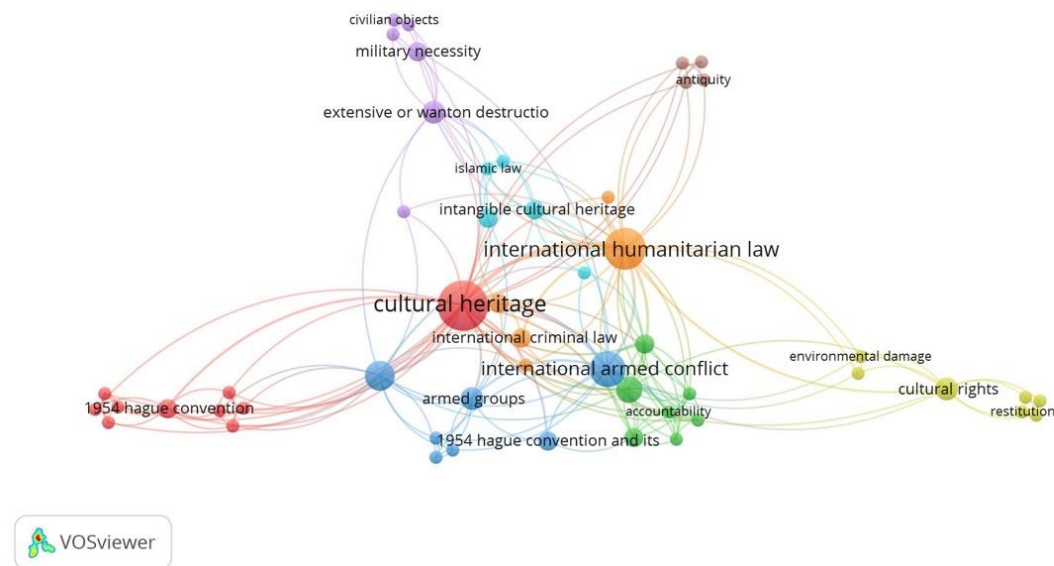 civilian objects
military necessity
antiquity
extensive or wanton destructio
islamic law
intangible cultural heritage
international humanitarian law
cultural heritage
international criminal law
environmental damage
international armed conflict
cultural rights
armed groups
1954 hague convention
accountability
restitution
1954 hague convention and its
VOSviewer